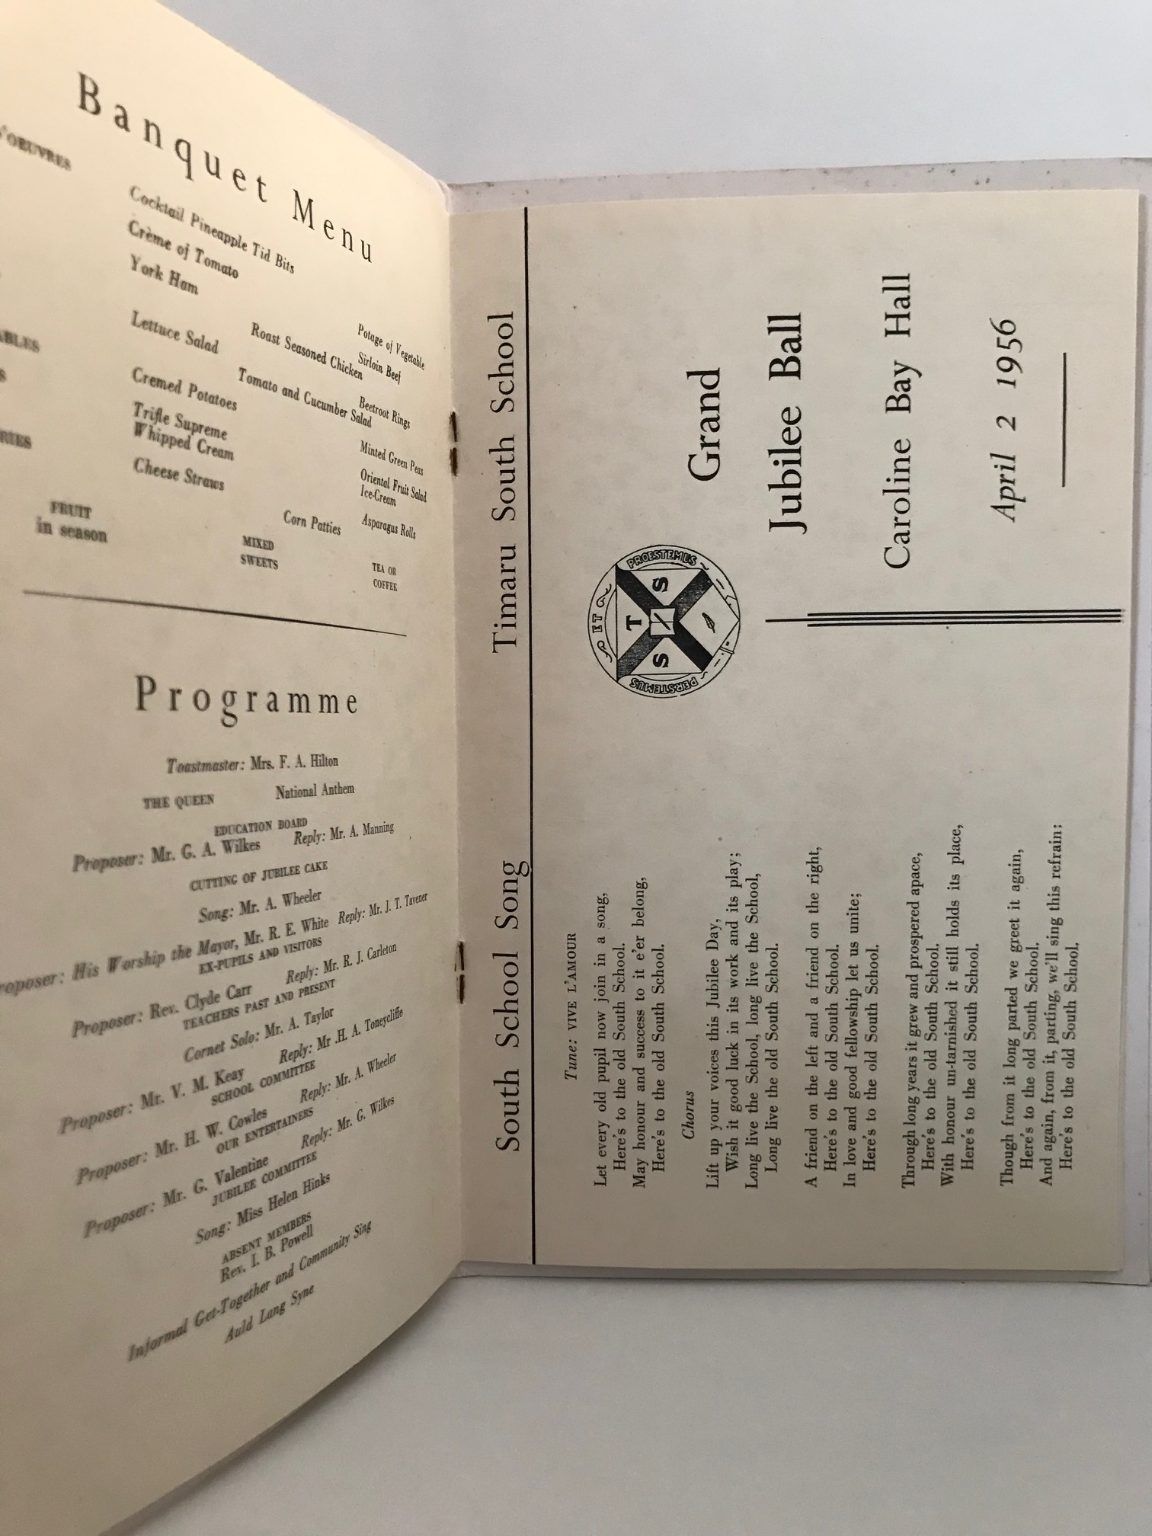 Banquet Menu
OEUVRES
Cocktail Pineapple Tid Bits
Crème of Tomato
Potage of Vegetable
York Ham
Roast Seasoned Chicken
Sirloin Beef
Lettuce Salad
Tomato and Cucumber Salad
Beetroot Rings
Cremed Potatoes
Minted Green Peas
Trifle Supreme
Oriental Fruit Salad
Whipped Cream
Ice-Cream
Cheese Straws
Corn Patties
Asparagus Rolls
FRUIT
in season
MIXED
SWEETS
TEA OR
COFFEE
Programme
Toastmaster: Mrs. F. A. Hilton
THE QUEEN National Anthem
EDUCATION BOARD
Proposer: Mr. G. A. Wilkes Reply: Mr. A. Manning
CUTTING OF JUBILEE CAKE
Song: Mr. A. Wheeler
Proposer: His Worship the Mayor, Mr. R. E. White Reply: Mr. J. T. Tavener
EX-PUPILS AND VISITORS
Proposer: Rev. Clyde Carr Reply: Mr. R. J. Carleton
TEACHERS PAST AND PRESENT
Cornet Solo: Mr. A. Taylor
Proposer: Mr. V. M. Keay Reply: Mr .H. A. Toneycliffe
SCHOOL COMMITTEE
Proposer: Mr. H. W. Cowles Reply: Mr. A. Wheeler
OUR ENTERTAINERS
Proposer: Mr. G. Valentine Reply: Mr. G. Wilkes
JUBILEE COMMITTEE
Song: Miss Helen Hinks
ABSENT MEMBERS
Rev. I. B. Powell
Informal Get-Together and Community Sing
Auld Lang Syne
South School Song
Tune: VIVE L'AMOUR
Let every old pupil now join in a song,
Here's to the old South School.
May honour and success to it e'er belong,
Here's to the old South School.
Chorus
Lift up your voices this Jubilee Day,
Wish it good luck in its work and its play;
Long live the School, long live the School,
Long live the old South School.
A friend on the left and a friend on the right,
Here's to the old South School.
In love and good fellowship let us unite;
Here's to the old South School.
Through long years it grew and prospered apace,
Here's to the old South School.
With honour un-tarnished it still holds its place,
Here's to the old South School.
Though from it long parted we greet it again,
Here's to the old South School.
And again, from it, parting, we'll sing this refrain:
Here's to the old South School.
Timaru South School
PERSTEMUS ET PROESTEMES
S T S S
Grand
Jubilee Ball
Caroline Bay Hall
April 2 1956